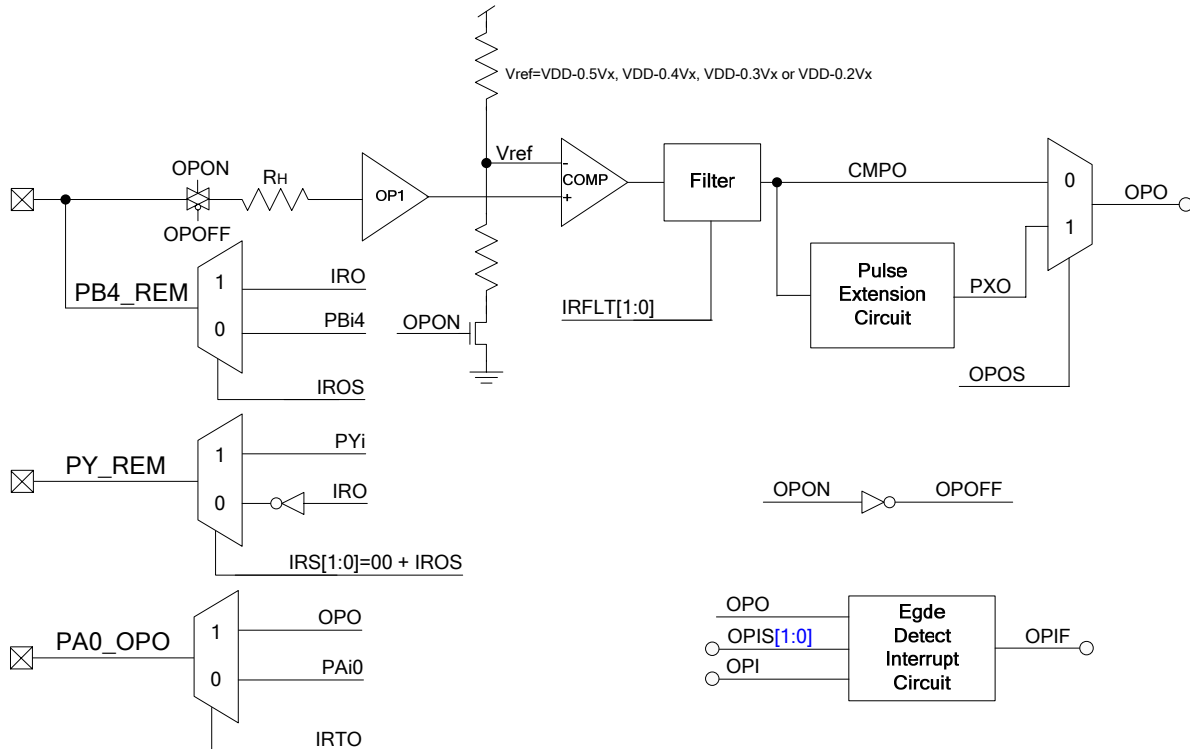 Vref=VDD-0.5Vx, VDD-0.4Vx, VDD-0.3Vx or VDD-0.2Vx
OPON
OPOFF
RH
OP1
Vref
-
+
COMP
Filter
CMPO
0
1
OPO
Pulse
Extension
Circuit
PXO
OPOS
IRFLT[1:0]
OPON
PB4_REM
1
0
IRO
PBi4
IROS
PY_REM
1
0
PYi
IRO
IRS[1:0]=00 + IROS
OPON
OPOFF
PA0_OPO
1
0
OPO
PAi0
IRTO
OPO
OPIS[1:0]
OPI
Egde
Detect
Interrupt
Circuit
OPIF